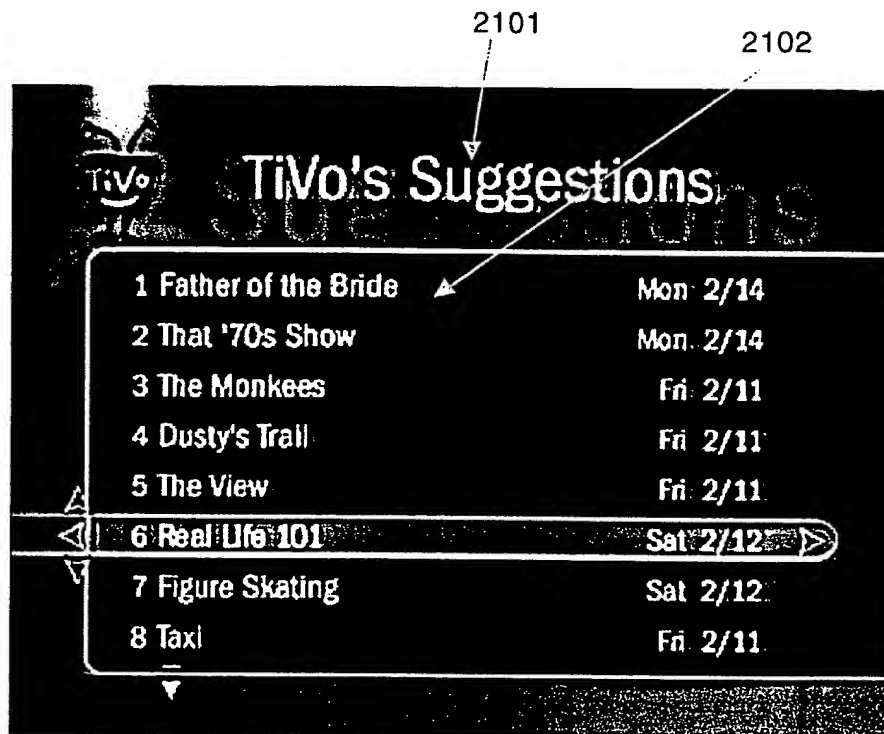 2101
2102
TiVo
TiVo's Suggestions
1 Father of the Bride Mon 2/14
2 That '70s Show Mon 2/14
3 The Monkees Fri 2/11
4 Dusty's Trail Fri 2/11
5 The View Fri 2/11
6 Real Life 101 Sat 2/12
7 Figure Skating Sat 2/12
8 Taxi Fri 2/11